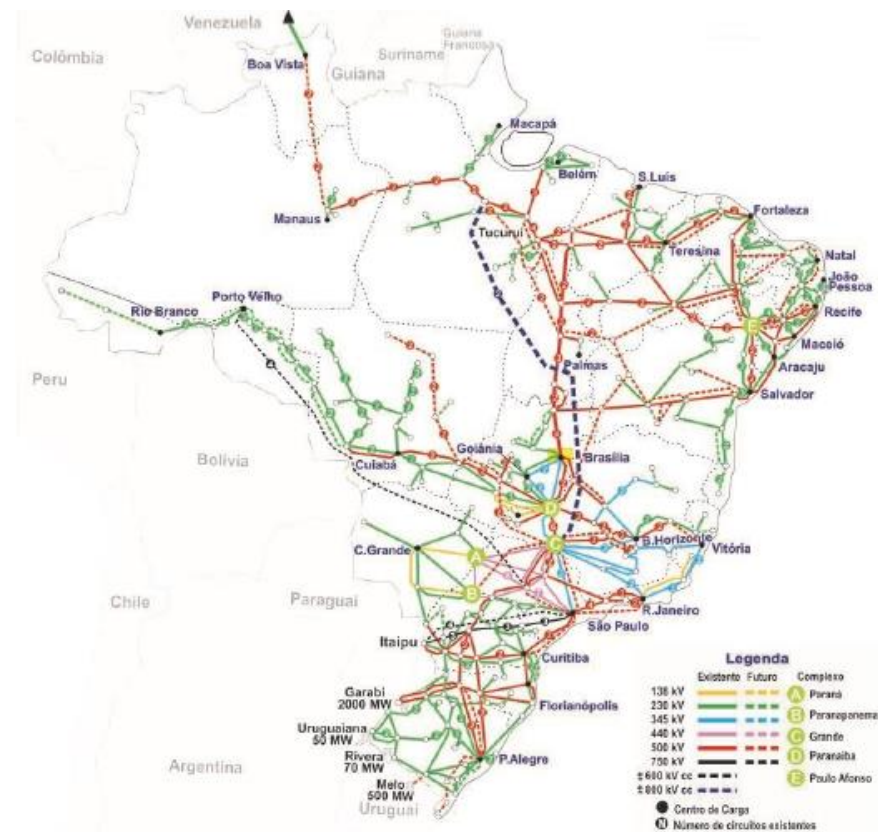 Venezuela
Guiana
Francesa
Colômbia
Suriname
Boa Vista
Guiana
Macapá
Belém
S.Luís
Manaus
Tucuruí
Fortaleza
Teresina
Natal
João
Pessoa
Recife
Rio Branco
Porto Velho
E
Maceió
Palmas
Aracaju
Peru
Salvador
Goiânia
Bolívia
Cuiabá
Brasília
D
C
B.Horizonte
Vitória
C.Grande
A
Chile
Paraguai
B
R.Janeiro
São Paulo
Itaipu
Curitiba
Garabi
2000 MW
Florianópolis
Uruguaiana
50 MW
Rivera
70 MW
P.Alegre
Argentina
Melo
500 MW
Uruguai
Legenda
Existente Futuro Complexo
138 kV A Paraná
230 kV
345 kV B Paranapanema
440 kV C Grande
500 kV D Paranaíba
750 kV
±600 kV cc E Paulo Afonso
±800 kV cc
Centro de Carga
N Número de circuitos existentes